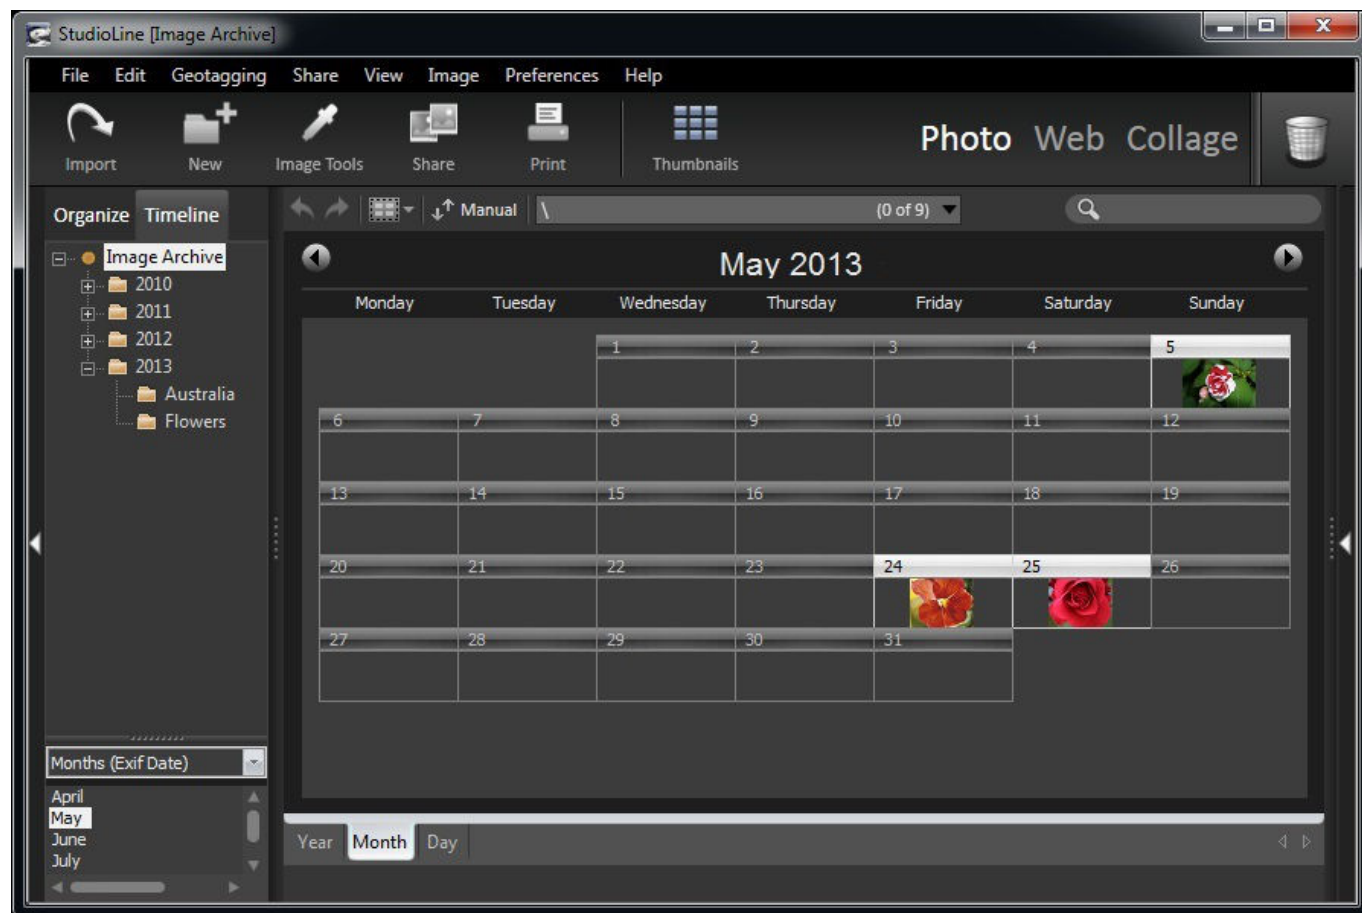 StudioLine [Image Archive]
File Edit Geotagging Share View Image Preferences Help
Import New Image Tools Share Print Thumbnails
Photo Web Collage
Organize Timeline
Manual \ (0 of 9)
Image Archive
2010
2011
2012
2013
Australia
Flowers
May 2013
Monday Tuesday Wednesday Thursday Friday Saturday Sunday
1 2 3 4 5
6 7 8 9 10 11 12
13 14 15 16 17 18 19
20 21 22 23 24 25 26
27 28 29 30 31
Months (Exif Date)
April
May
June
July
Year Month Day